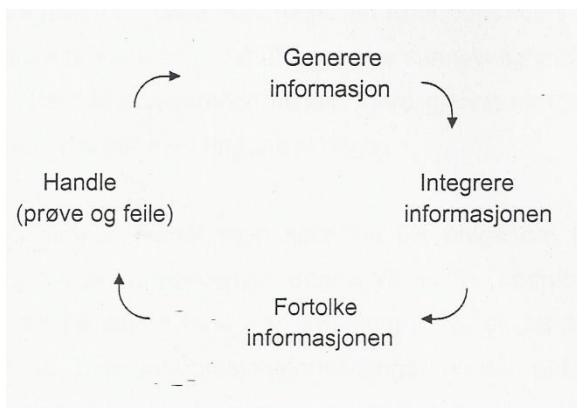 Generere
informasjon
Handle
(prøve og feile)
Integrere
informasjonen
Fortolke
informasjonen